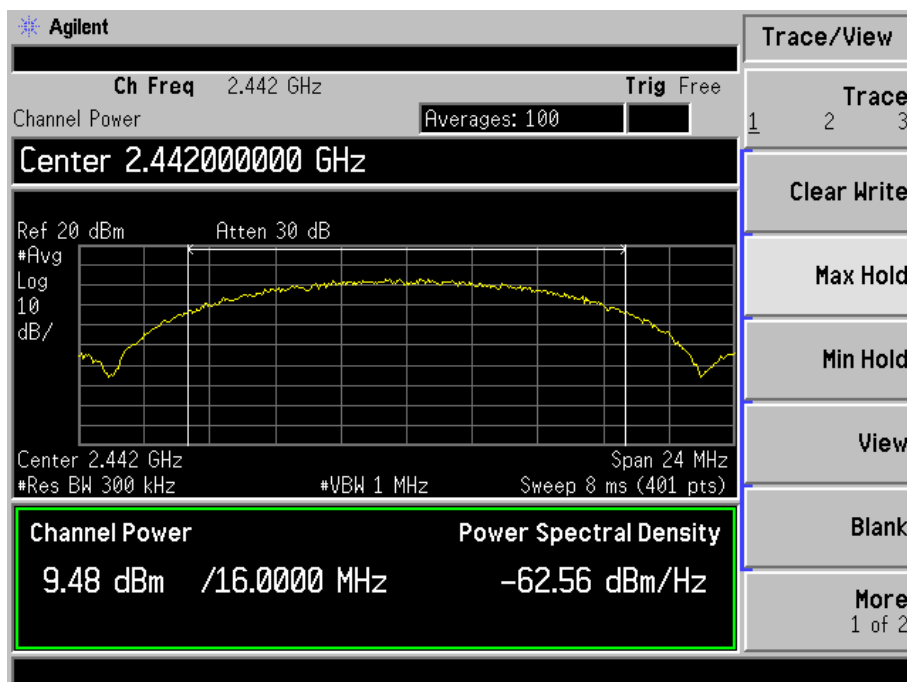 Agilent
Trace/View
Ch Freq 2.442 GHz Trig Free
Channel Power Averages: 100
Trace
1 2 3
Center 2.442000000 GHz
Clear Write
Ref 20 dBm Atten 30 dB
#Avg
Log
10
dB/
Max Hold
Min Hold
View
Center 2.442 GHz Span 24 MHz
#Res BW 300 kHz #VBW 1 MHz Sweep 8 ms (401 pts)
Channel Power Power Spectral Density
9.48 dBm /16.0000 MHz -62.56 dBm/Hz
Blank
More
1 of 2